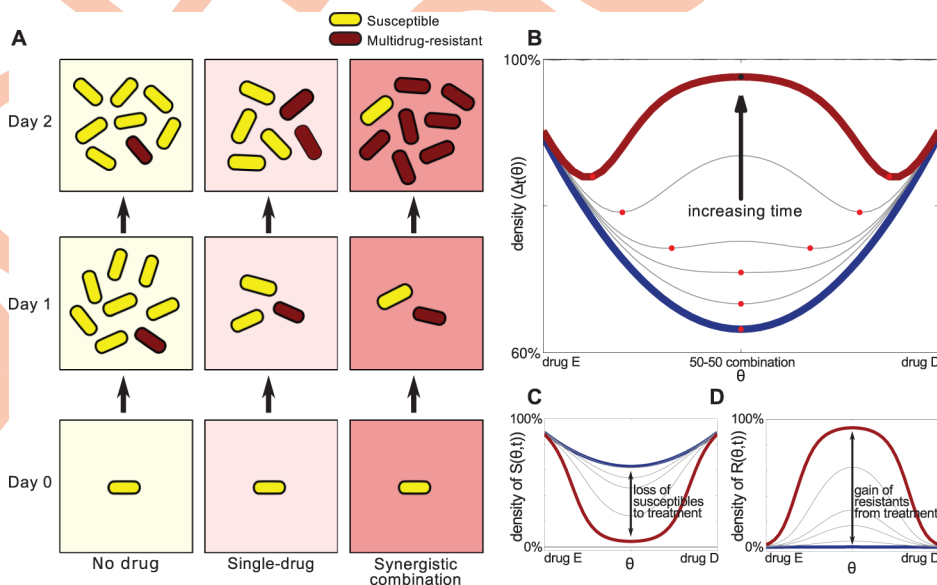 Susceptible
Multidrug-resistant
A
Day 2
Day 1
Day 0
No drug
Single-drug
Synergistic
combination
B
100%
density (Δt(θ))
increasing time
60%
drug E
50-50 combination
drug D
θ
C
100%
density of S(θ,t))
loss of
susceptibles
to treatment
0%
drug E
θ
drug D
D
100%
density of R(θ,t))
gain of
resistants
from treatment
0%
drug E
θ
drug D